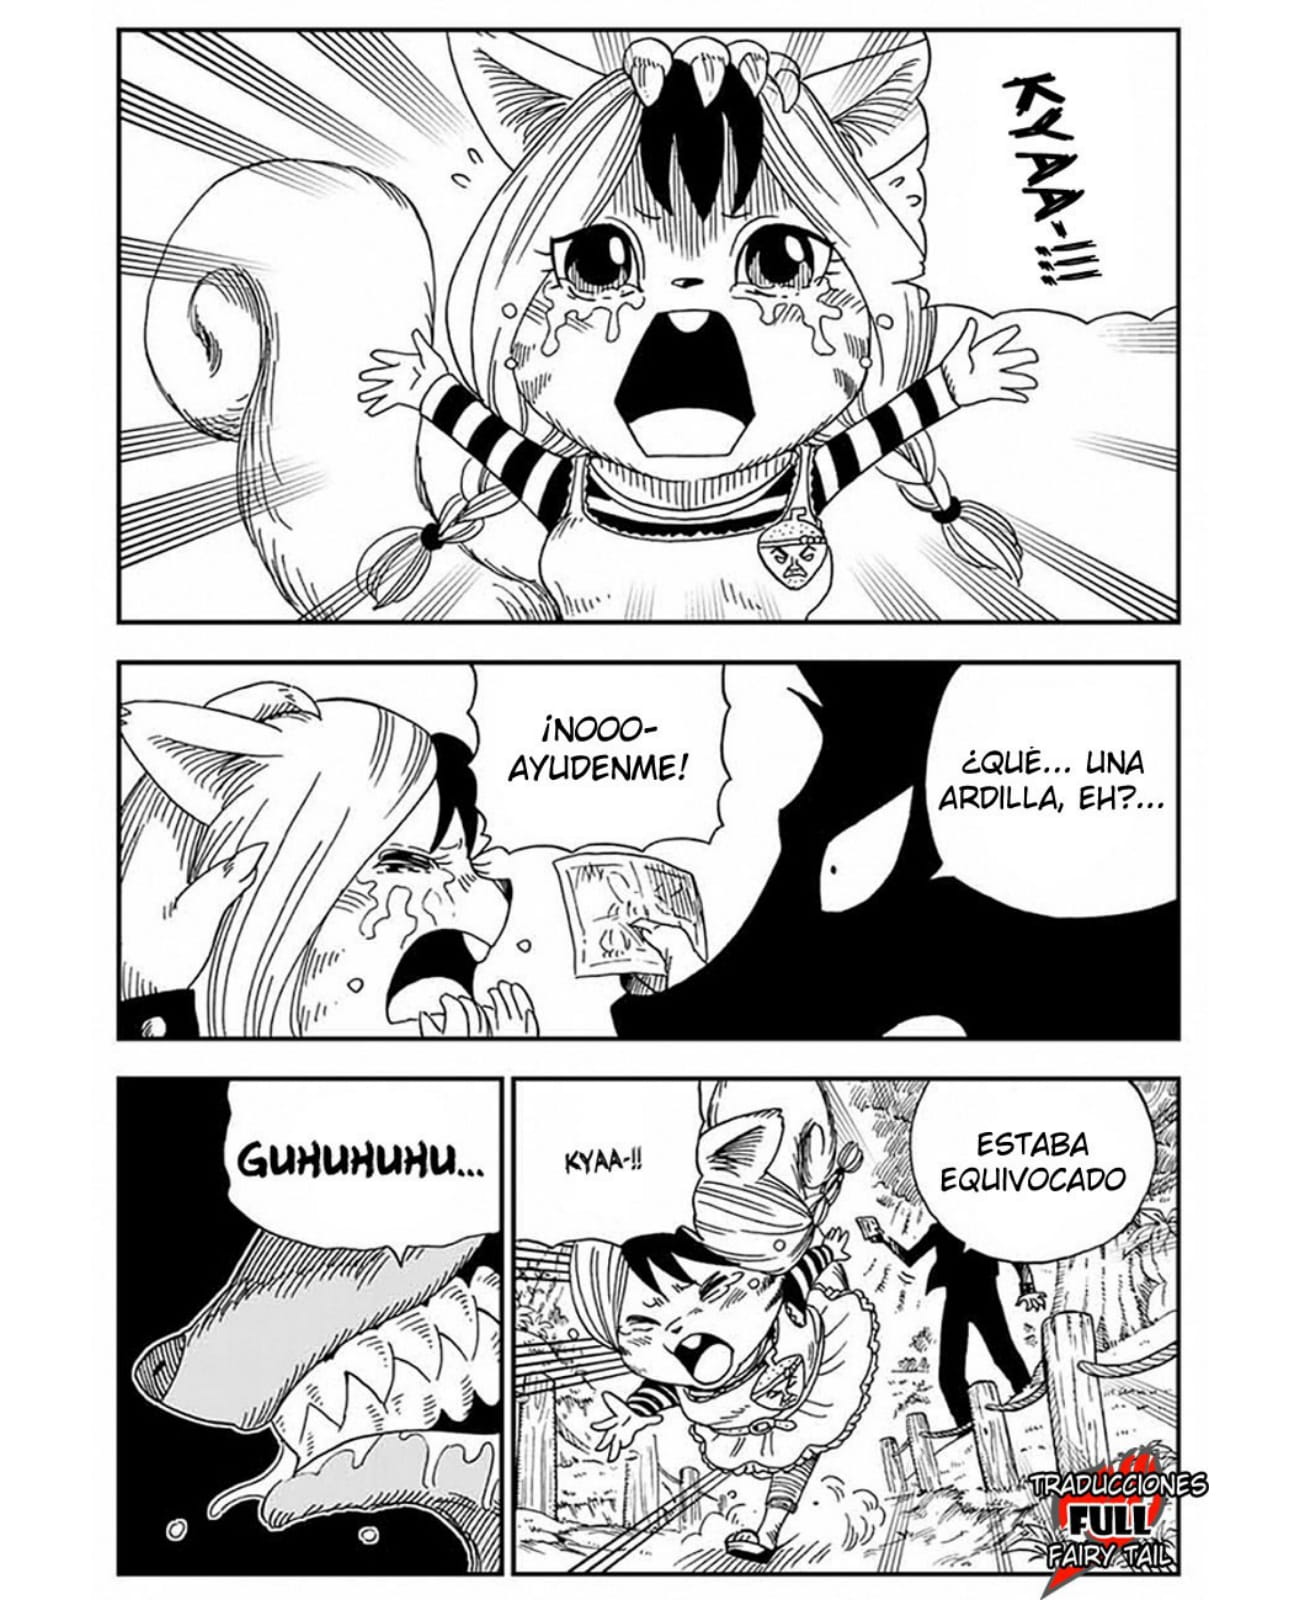 KYAA-!!!
¿QUÉ... UNA
ARDILLA, EH?...
¡NOOO-
AYUDENME!
ESTABA
EQUIVOCADO
KYAA-!!
GUHUHUHU...
TRADUCCIONES
FULL
FAIRY TAIL